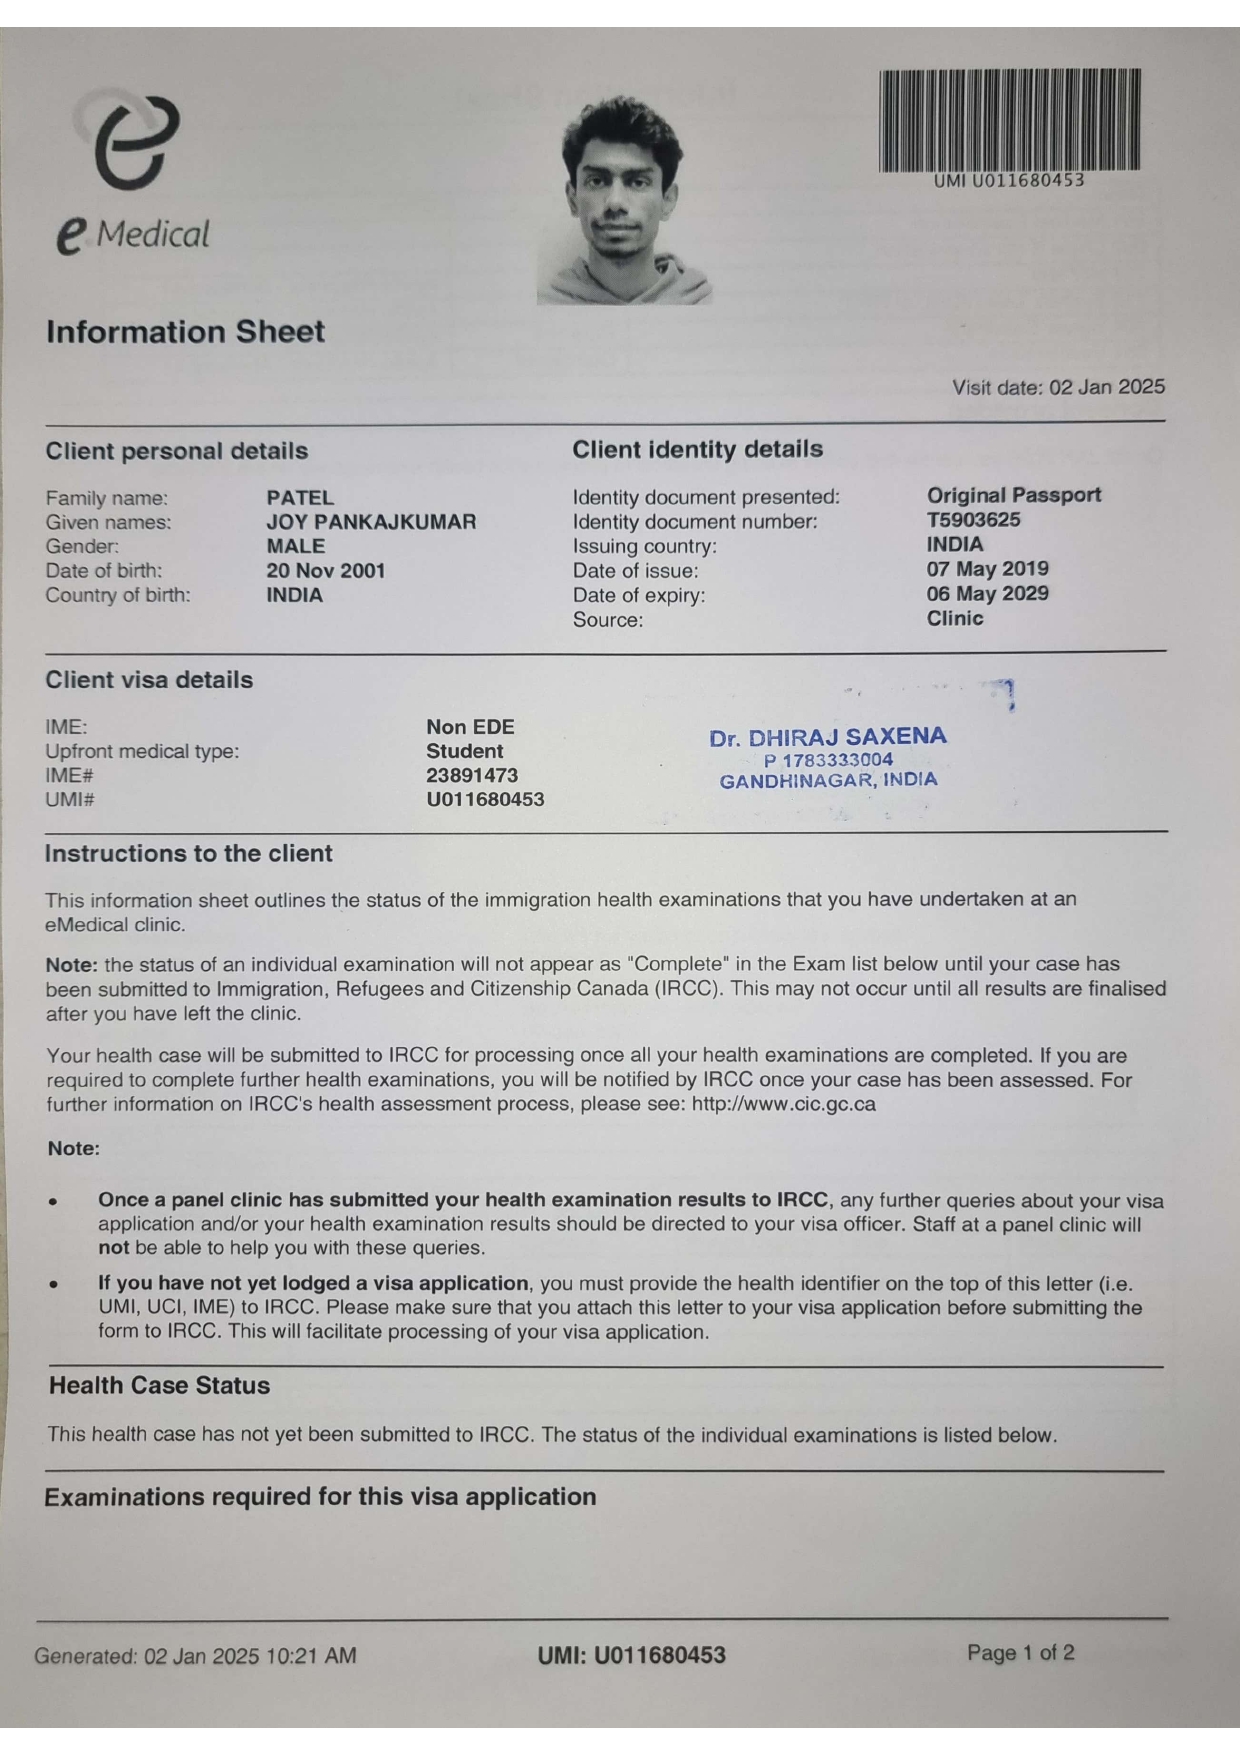 UMI U011680453
e Medical
Information Sheet
Visit date: 02 Jan 2025
Client personal details
Family name: PATEL
Given names: JOY PANKAJKUMAR
Gender: MALE
Date of birth: 20 Nov 2001
Country of birth: INDIA
Client identity details
Identity document presented: Original Passport
Identity document number: T5903625
Issuing country: INDIA
Date of issue: 07 May 2019
Date of expiry: 06 May 2029
Source: Clinic
Client visa details
IME: Non EDE
Upfront medical type: Student
IME# 23891473
UMI# U011680453
Dr. DHIRAJ SAXENA
P 1783333004
GANDHINAGAR, INDIA
Instructions to the client
This information sheet outlines the status of the immigration health examinations that you have undertaken at an
eMedical clinic.
Note: the status of an individual examination will not appear as "Complete" in the Exam list below until your case has
been submitted to Immigration, Refugees and Citizenship Canada (IRCC). This may not occur until all results are finalised
after you have left the clinic.
Your health case will be submitted to IRCC for processing once all your health examinations are completed. If you are
required to complete further health examinations, you will be notified by IRCC once your case has been assessed. For
further information on IRCC's health assessment process, please see: http://www.cic.gc.ca
Note:
• Once a panel clinic has submitted your health examination results to IRCC, any further queries about your visa
application and/or your health examination results should be directed to your visa officer. Staff at a panel clinic will
not be able to help you with these queries.
• If you have not yet lodged a visa application, you must provide the health identifier on the top of this letter (i.e.
UMI, UCI, IME) to IRCC. Please make sure that you attach this letter to your visa application before submitting the
form to IRCC. This will facilitate processing of your visa application.
Health Case Status
This health case has not yet been submitted to IRCC. The status of the individual examinations is listed below.
Examinations required for this visa application
Generated: 02 Jan 2025 10:21 AM
UMI: U011680453
Page 1 of 2